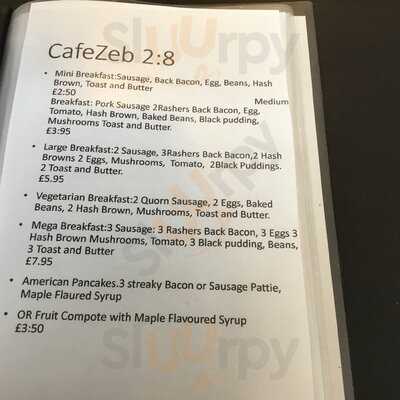 CafeZeb 2:8
• Mini Breakfast:Sausage, Back Bacon, Egg, Beans, Hash
Brown, Toast and Butter
£2:50
Medium
Breakfast: Pork Sausage 2Rashers Back Bacon, Egg,
Tomato, Hash Brown, Baked Beans, Black pudding,
Mushrooms Toast and Butter.
£3:95
• Large Breakfast:2 Sausage, 3Rashers Back Bacon,2 Hash
Browns 2 Eggs, Mushrooms, Tomato, 2Black Puddings.
2 Toast and Butter.
£5.95
• Vegetarian Breakfast:2 Quorn Sausage, 2 Eggs, Baked
Beans, 2 Hash Brown, Mushrooms, Toast and Butter.
• Mega Breakfast:3 Sausage: 3 Rashers Back Bacon, 3 Eggs 3
Hash Brown Mushrooms, Tomato, 3 Black pudding, Beans,
3 Toast and Butter
£7.95
• American Pancakes.3 streaky Bacon or Sausage Pattie,
Maple Flaured Syrup
• OR Fruit Compote with Maple Flavoured Syrup
£3:50
Sluurpy
Sluurpy
Sluurpy